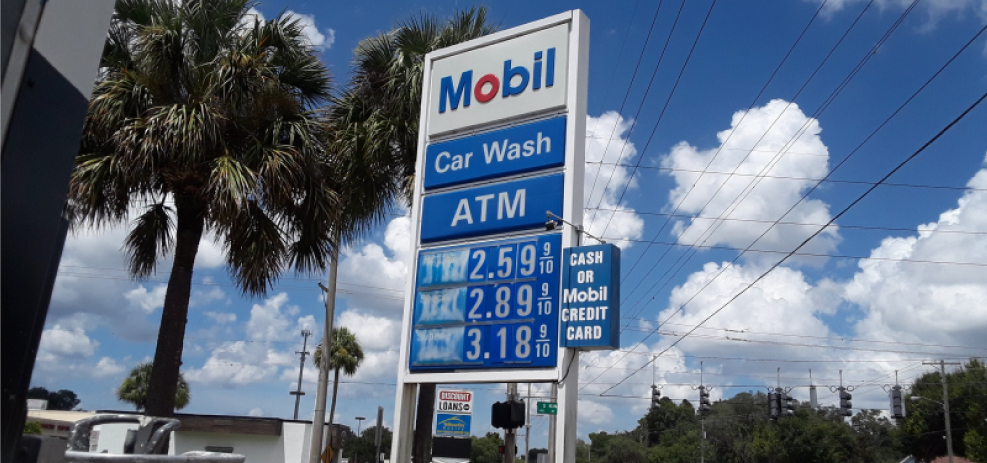 Mobil
Car Wash
ATM
2.59 9/10
2.89 9/10
3.18 9/10
CASH
OR
Mobil
CREDIT
CARD
DISCOUNT
LOANS